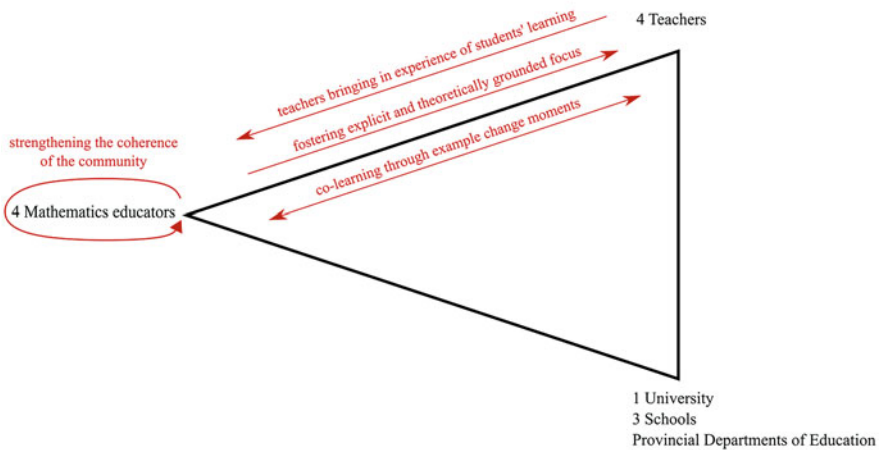 4 Teachers
teachers bringing in experience of students' learning
fostering explicit and theoretically grounded focus
co-learning through example change moments
strengthening the coherence
of the community
4 Mathematics educators
1 University
3 Schools
Provincial Departments of Education